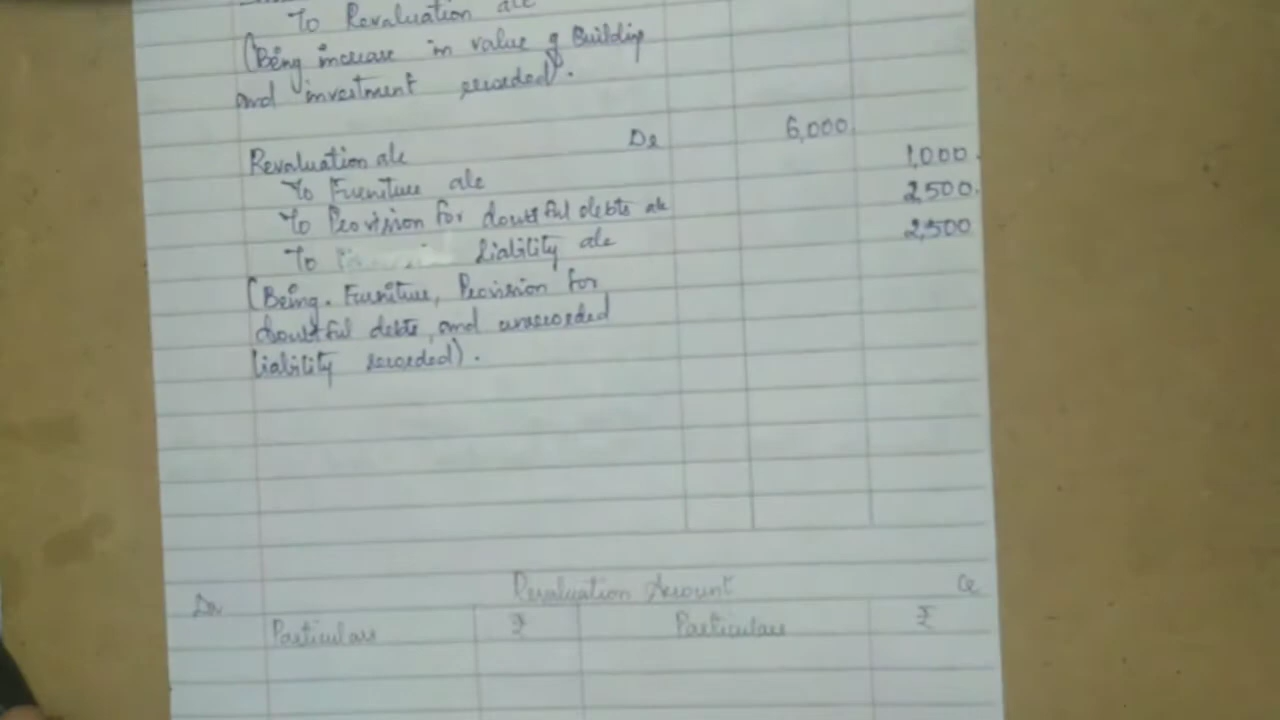 To Revaluation a/c
(Being increase in value of Building
and investment recorded).
Revaluation a/c Dr 6,000
To Furniture a/c 1,000
To Provision for doubtful debts a/c 2,500
To liability a/c 2,500
(Being. Furniture, Provision for
doubtful debts, and unrecorded
liability recorded).
Revaluation Account
Dr Cr
Particulars ₹ Particulars ₹